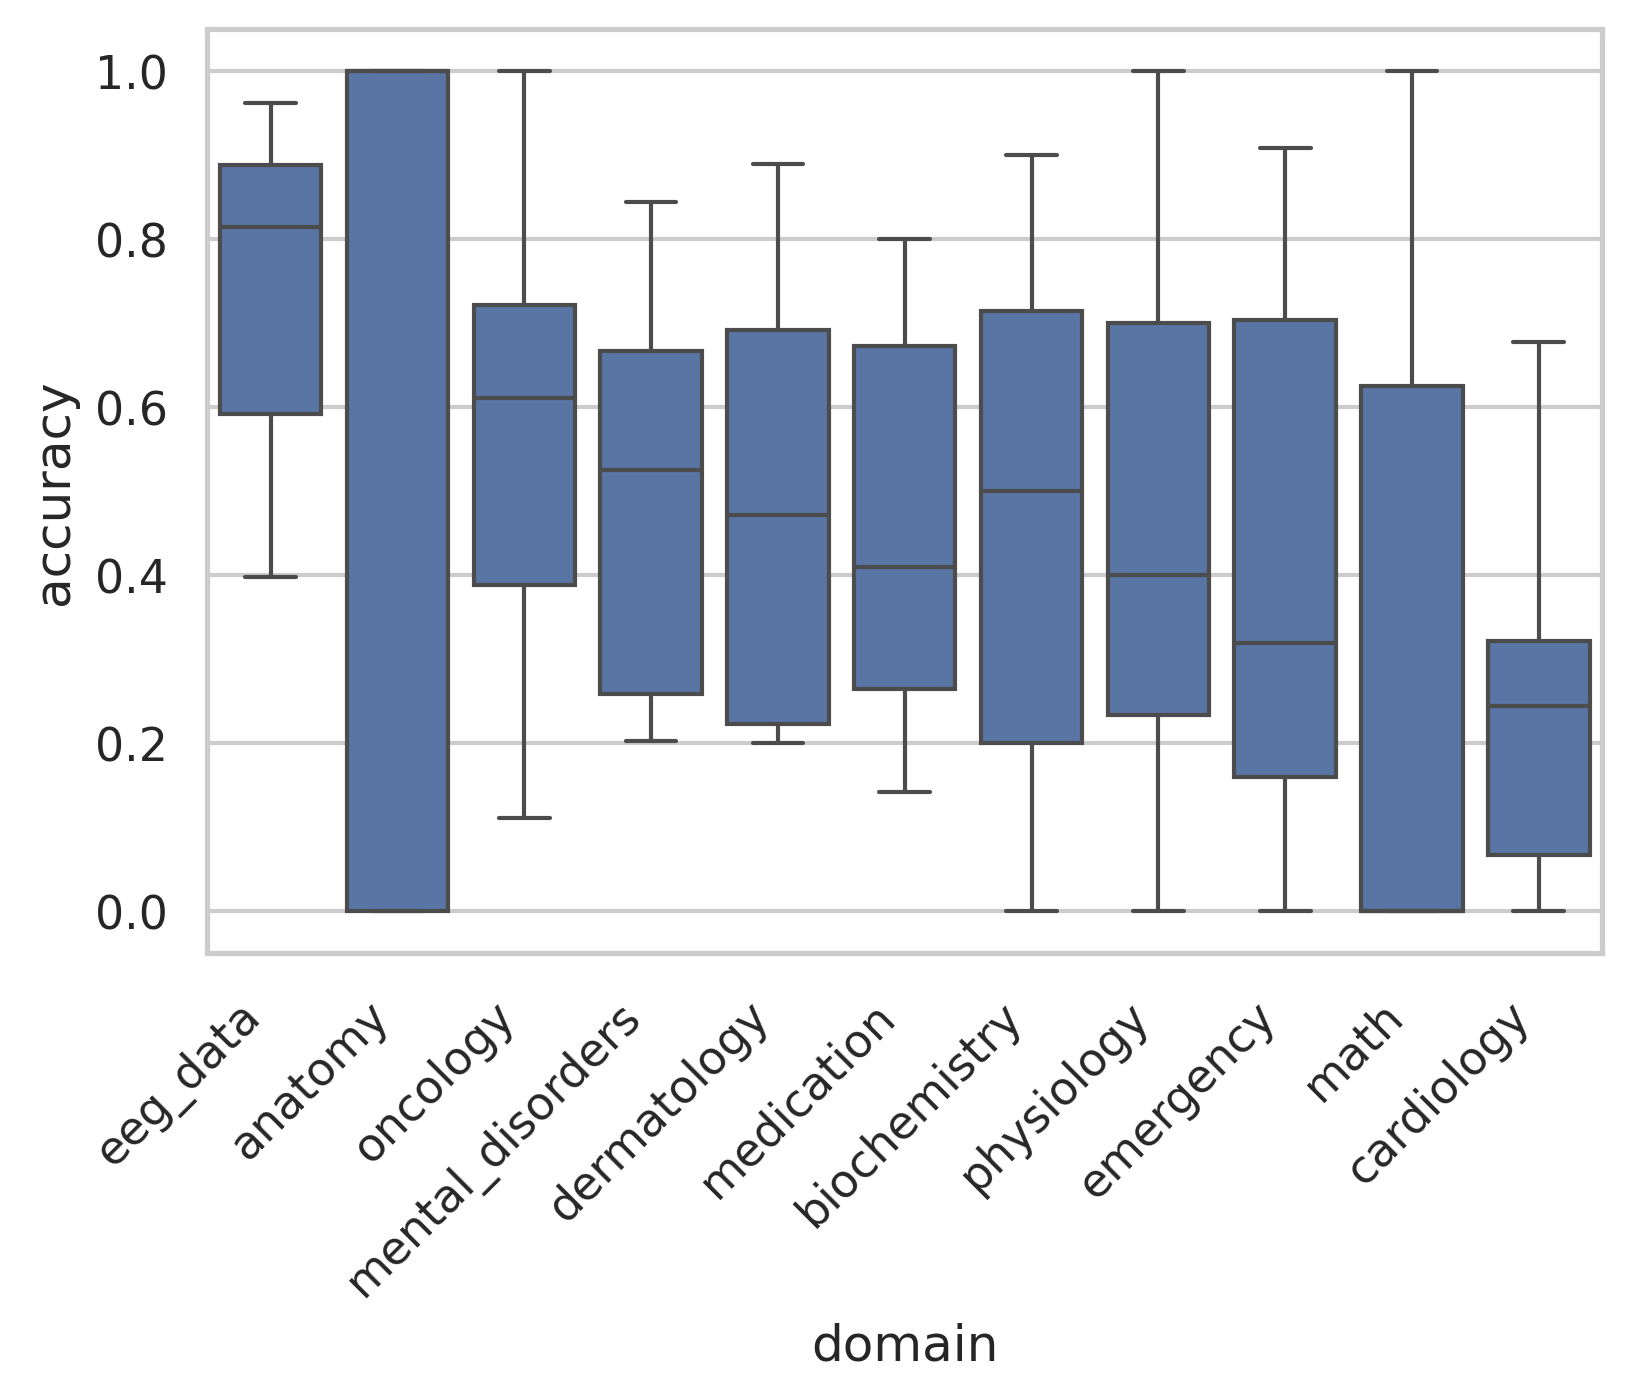 accuracy
1.0
0.8
0.6
0.4
0.2
0.0
eeg_data
anatomy
oncology
mental_disorders
dermatology
medication
biochemistry
physiology
emergency
math
cardiology
domain